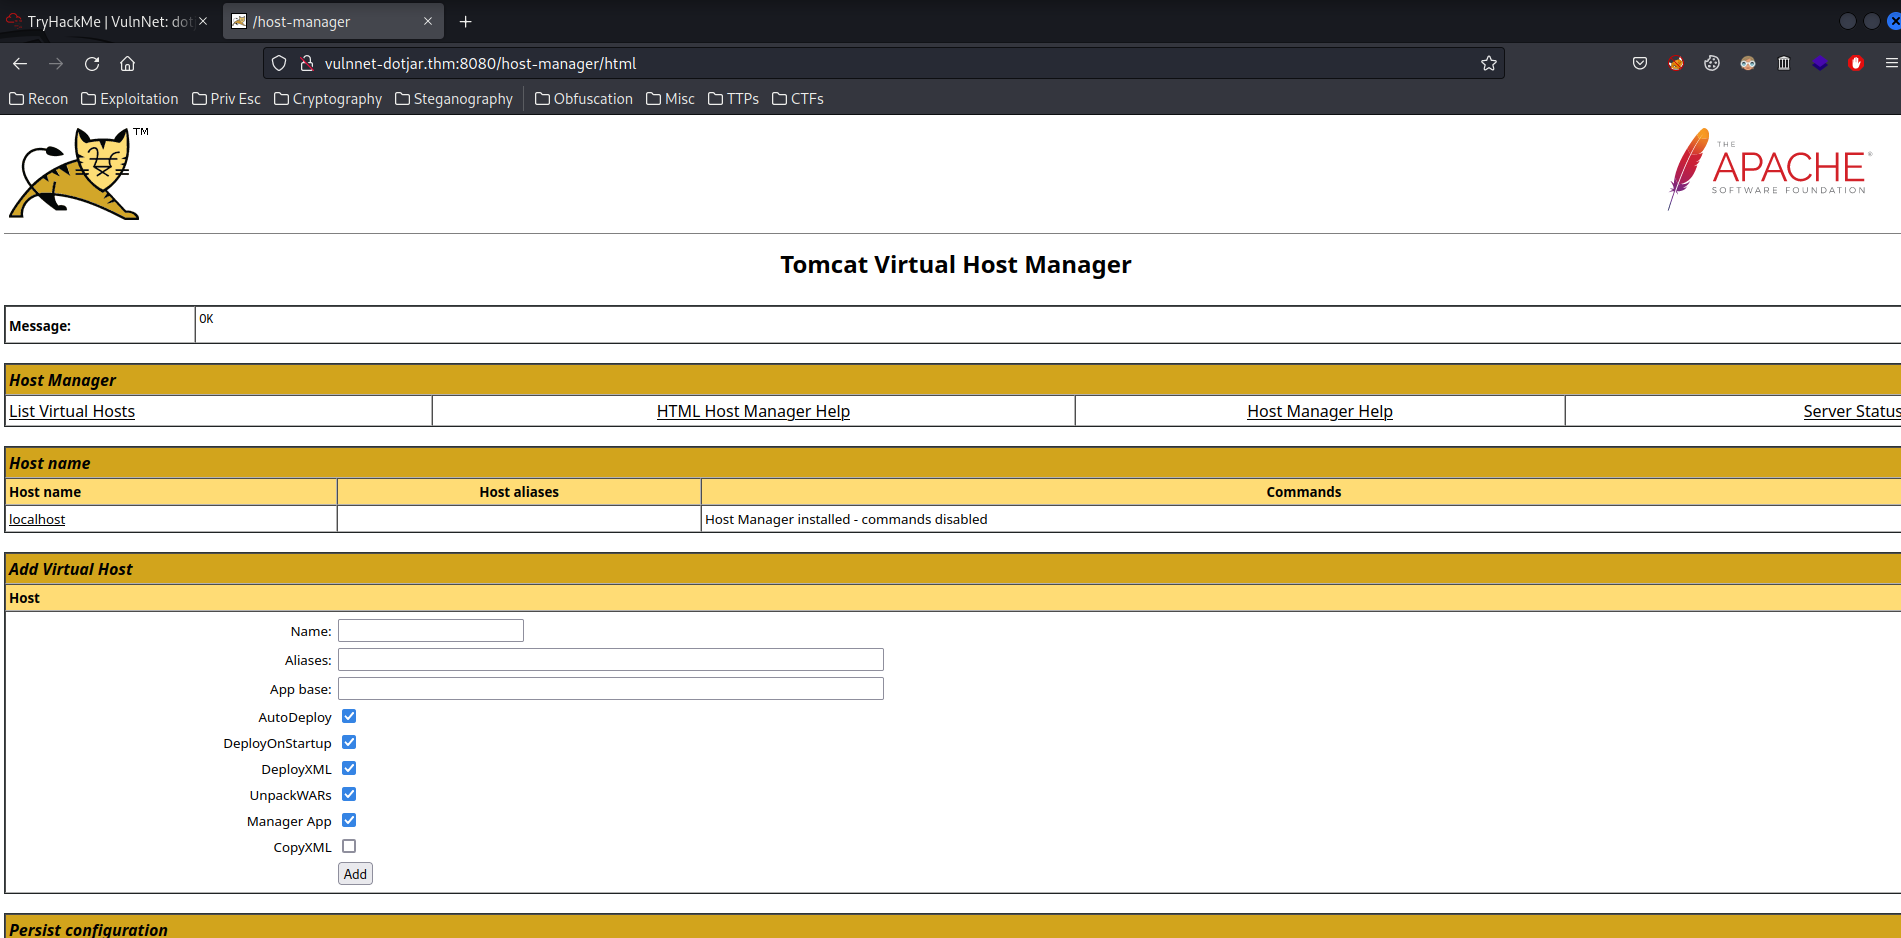 TryHackMe | VulnNet: dot
/host-manager
vulnnet-dotjar.thm:8080/host-manager/html
Recon Exploitation Priv Esc Cryptography Steganography Obfuscation Misc TTPs CTFs
TM
THE
APACHE®
SOFTWARE FOUNDATION
Tomcat Virtual Host Manager
Message: OK
Host Manager
List Virtual Hosts HTML Host Manager Help Host Manager Help Server Status
Host name
Host name Host aliases Commands
localhost Host Manager installed - commands disabled
Add Virtual Host
Host
Name:
Aliases:
App base:
AutoDeploy
DeployOnStartup
DeployXML
UnpackWARs
Manager App
CopyXML
Add
Persist configuration